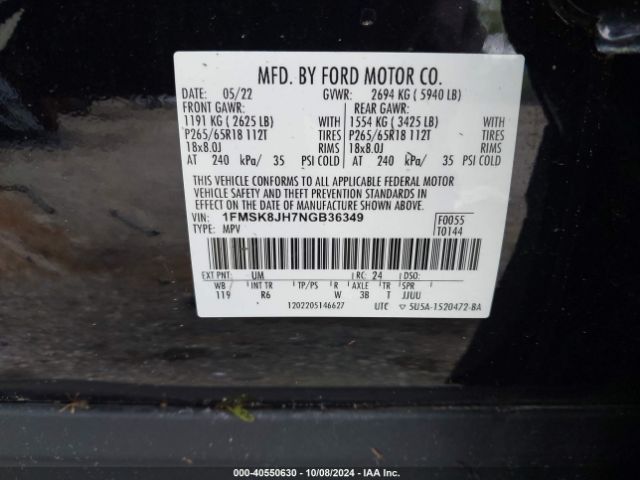 MFD. BY FORD MOTOR CO.
DATE: 05/22 GVWR: 2694 KG ( 5940 LB)
FRONT GAWR: REAR GAWR:
1191 KG ( 2625 LB) WITH 1554 KG ( 3425 LB) WITH
P265/65R18 112T TIRES P265/65R18 112T TIRES
18x8.0J RIMS 18x8.0J RIMS
AT 240 kPa/ 35 PSI COLD AT 240 kPa/ 35 PSI COLD
THIS VEHICLE CONFORMS TO ALL APPLICABLE FEDERAL MOTOR
VEHICLE SAFETY AND THEFT PREVENTION STANDARDS IN
EFFECT ON THE DATE OF MANUFACTURE SHOWN ABOVE.
VIN: 1FMSK8JH7NGB36349 F0055
TYPE: MPV T0144
EXT PNT: UM RC: 24 DSO:
WB INT TR TP/PS R AXLE TR SPR
119 R6 W 3B T JJUU
1202205146627 UTC ▽ 5U5A-1520472-BA
000-40550630 - 10/08/2024 - IAA Inc.